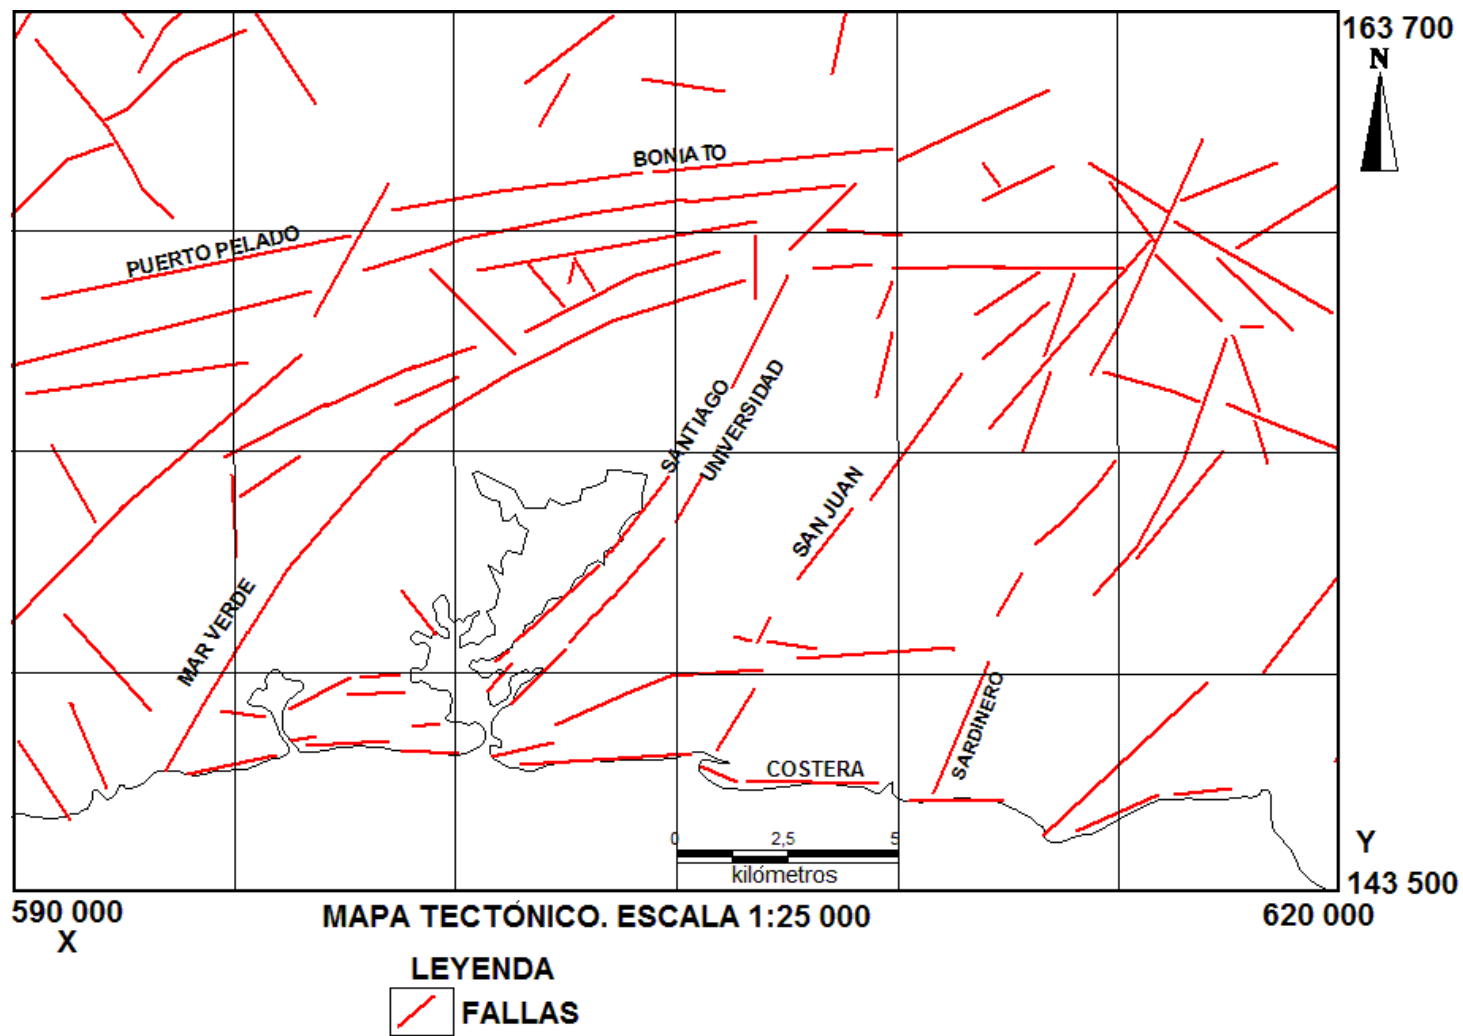 163 700
N
BONIATO
PUERTO PELADO
SANTIAGO
UNIVERSIDAD
SAN JUAN
MAR VERDE
SARDINERO
COSTERA
0 2,5 5
kilómetros
Y
143 500
590 000
X
MAPA TECTÓNICO. ESCALA 1:25 000
620 000
LEYENDA
FALLAS